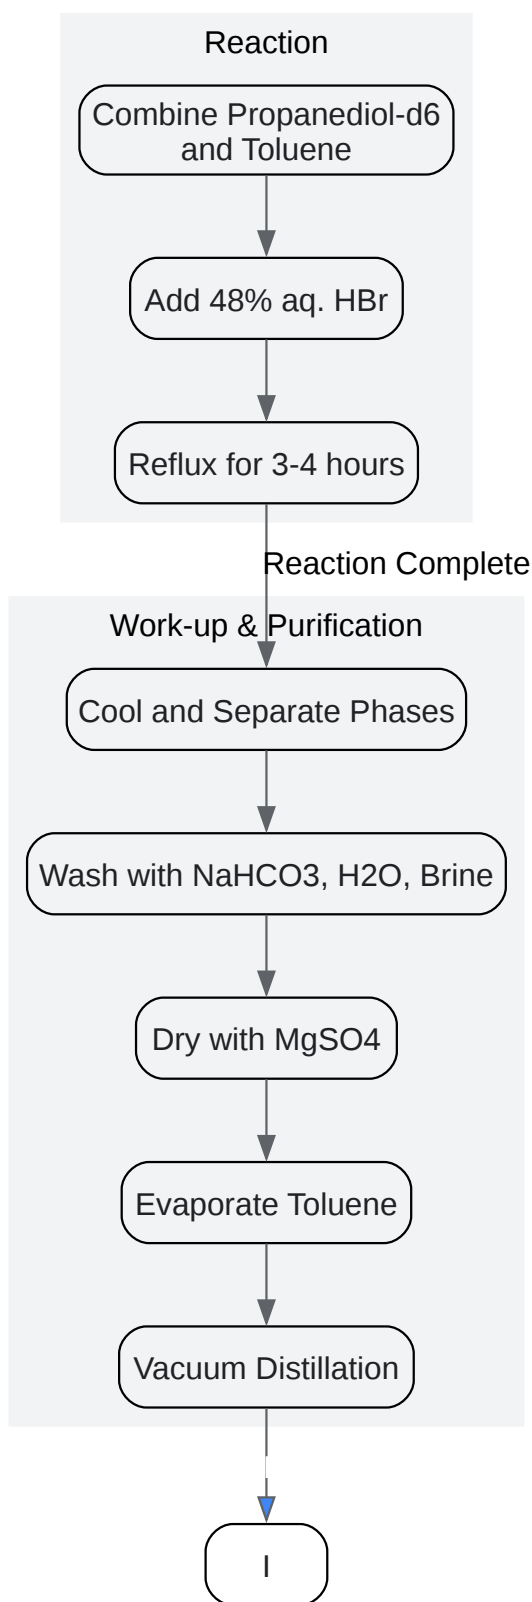 Reaction
Combine Propanediol-d6
and Toluene
Add 48% aq. HBr
Reflux for 3-4 hours
Reaction Complete
Work-up & Purification
Cool and Separate Phases
Wash with NaHCO3, H2O, Brine
Dry with MgSO4
Evaporate Toluene
Vacuum Distillation
I